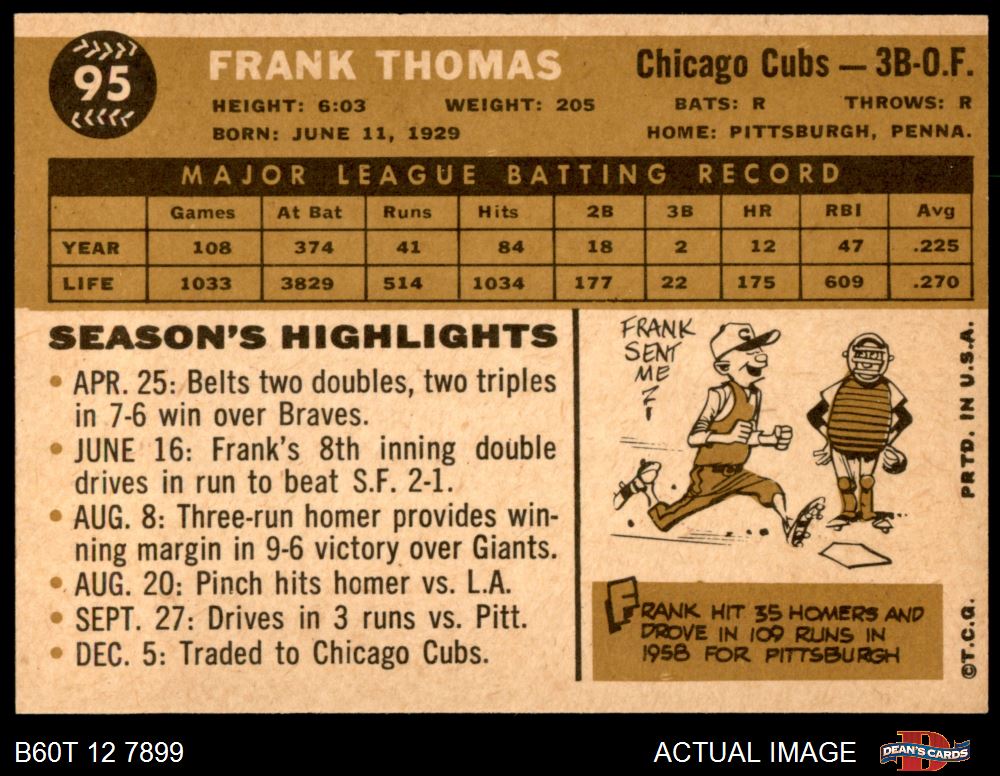 95
FRANK THOMAS
Chicago Cubs — 3B-O.F.
HEIGHT: 6:03 WEIGHT: 205 BATS: R THROWS: R
BORN: JUNE 11, 1929 HOME: PITTSBURGH, PENNA.
MAJOR LEAGUE BATTING RECORD
Games At Bat Runs Hits 2B 3B HR RBI Avg
YEAR 108 374 41 84 18 2 12 47 .225
LIFE 1033 3829 514 1034 177 22 175 609 .270
SEASON'S HIGHLIGHTS
• APR. 25: Belts two doubles, two triples
in 7-6 win over Braves.
• JUNE 16: Frank's 8th inning double
drives in run to beat S.F. 2-1.
• AUG. 8: Three-run homer provides win-
ning margin in 9-6 victory over Giants.
• AUG. 20: Pinch hits homer vs. L.A.
• SEPT. 27: Drives in 3 runs vs. Pitt.
• DEC. 5: Traded to Chicago Cubs.
FRANK
SENT
ME
?
!
C
FRANK HIT 35 HOMERS AND
DROVE IN 109 RUNS IN
1958 FOR PITTSBURGH
©T.C.G. PRTD. IN U.S.A.
B60T 12 7899
ACTUAL IMAGE
D
DEAN'S CARDS